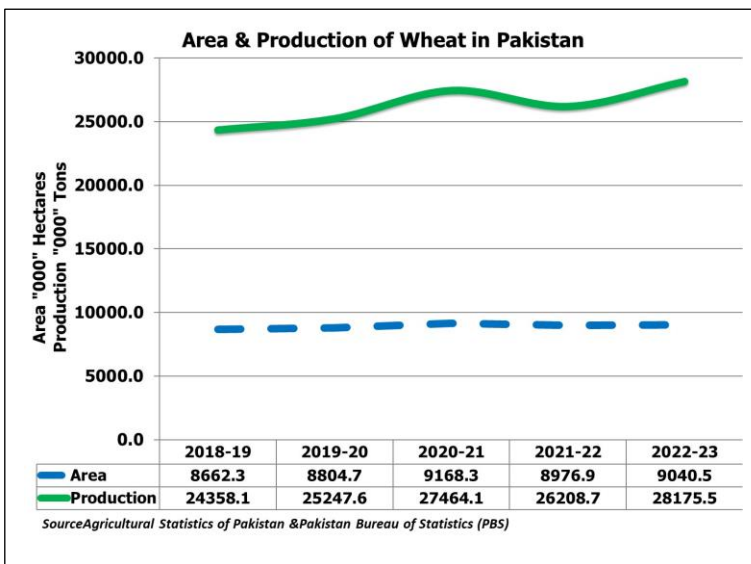 Area & Production of Wheat in Pakistan
30000.0
25000.0
20000.0
15000.0
10000.0
5000.0
0.0
Area "000" Hectares
Production "000" Tons
2018-19 2019-20 2020-21 2021-22 2022-23
Area 8662.3 8804.7 9168.3 8976.9 9040.5
Production 24358.1 25247.6 27464.1 26208.7 28175.5
SourceAgricultural Statistics of Pakistan &Pakistan Bureau of Statistics (PBS)